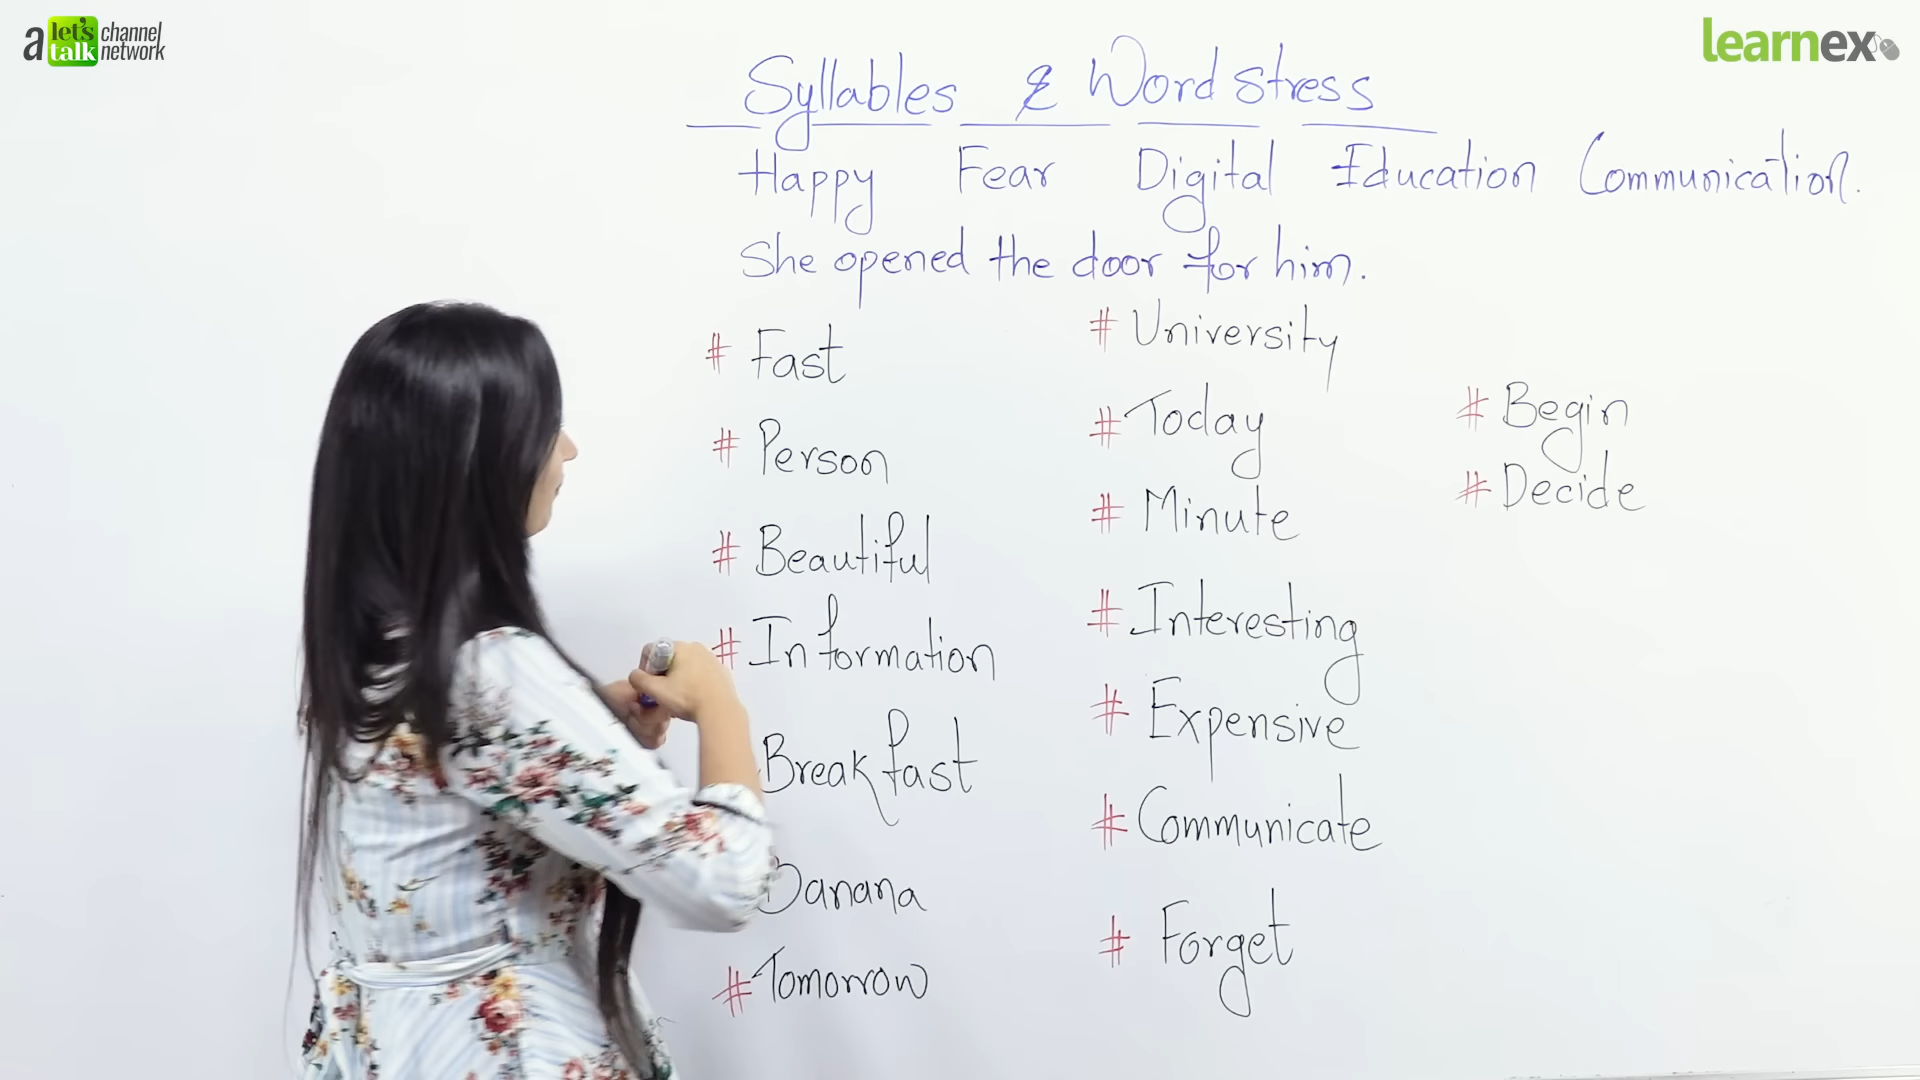 a let's talk channel network
learnex
Syllables & Word stress
Happy Fear Digital Education Communication.
She opened the door for him.
# Fast
# Person
# Beautiful
# Information
Breakfast
Banana
# Tomorrow
# University
# Today
# Minute
# Interesting
# Expensive
# Communicate
# Forget
# Begin
# Decide